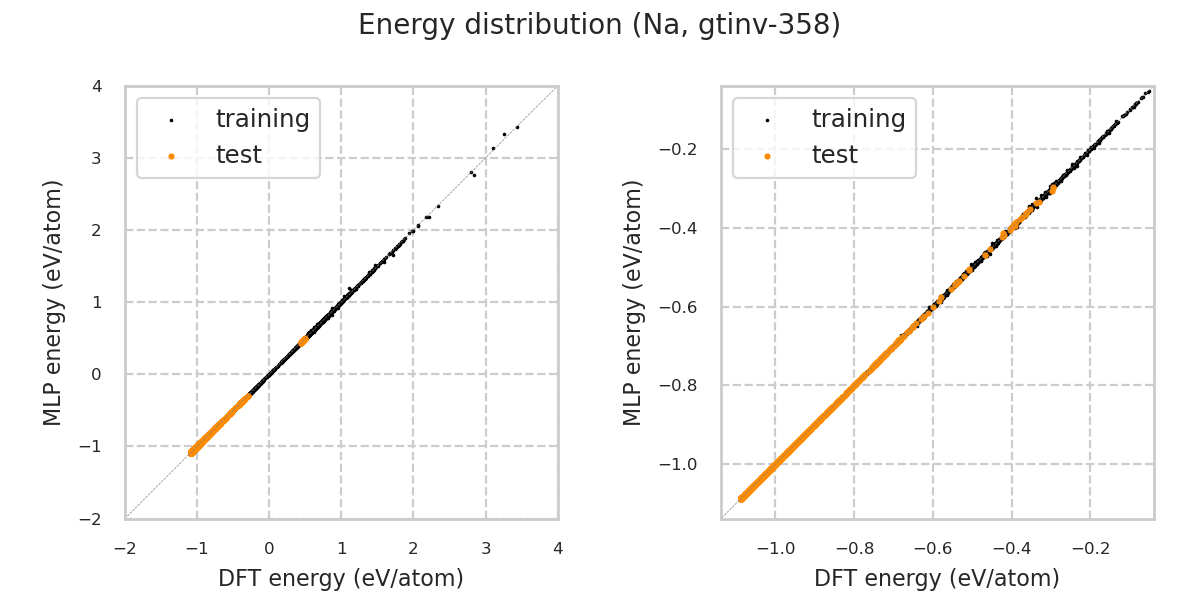 Energy distribution (Na, gtinv-358)
training
test
4
3
2
1
0
−1
−2
−2
−1
0
1
2
3
4
MLP energy (eV/atom)
DFT energy (eV/atom)
training
test
−0.2
−0.4
−0.6
−0.8
−1.0
−1.0
−0.8
−0.6
−0.4
−0.2
MLP energy (eV/atom)
DFT energy (eV/atom)